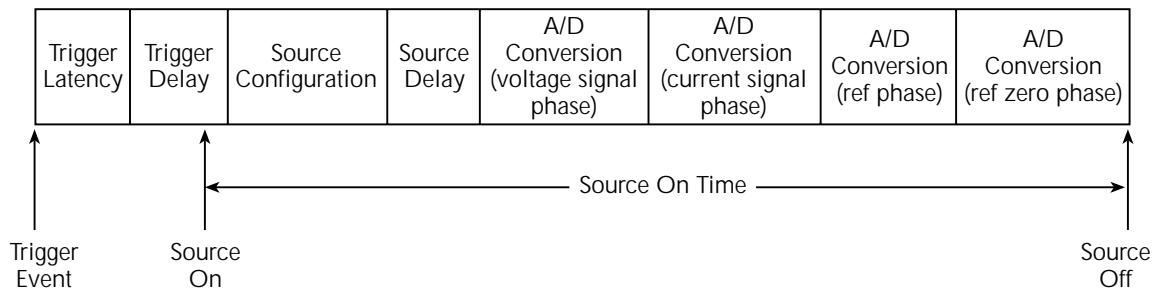 Trigger
Latency
Trigger
Delay
Source
Configuration
Source
Delay
A/D
Conversion
(voltage signal
phase)
A/D
Conversion
(current signal
phase)
A/D
Conversion
(ref phase)
A/D
Conversion
(ref zero phase)
Source On Time
Trigger
Event
Source
On
Source
Off